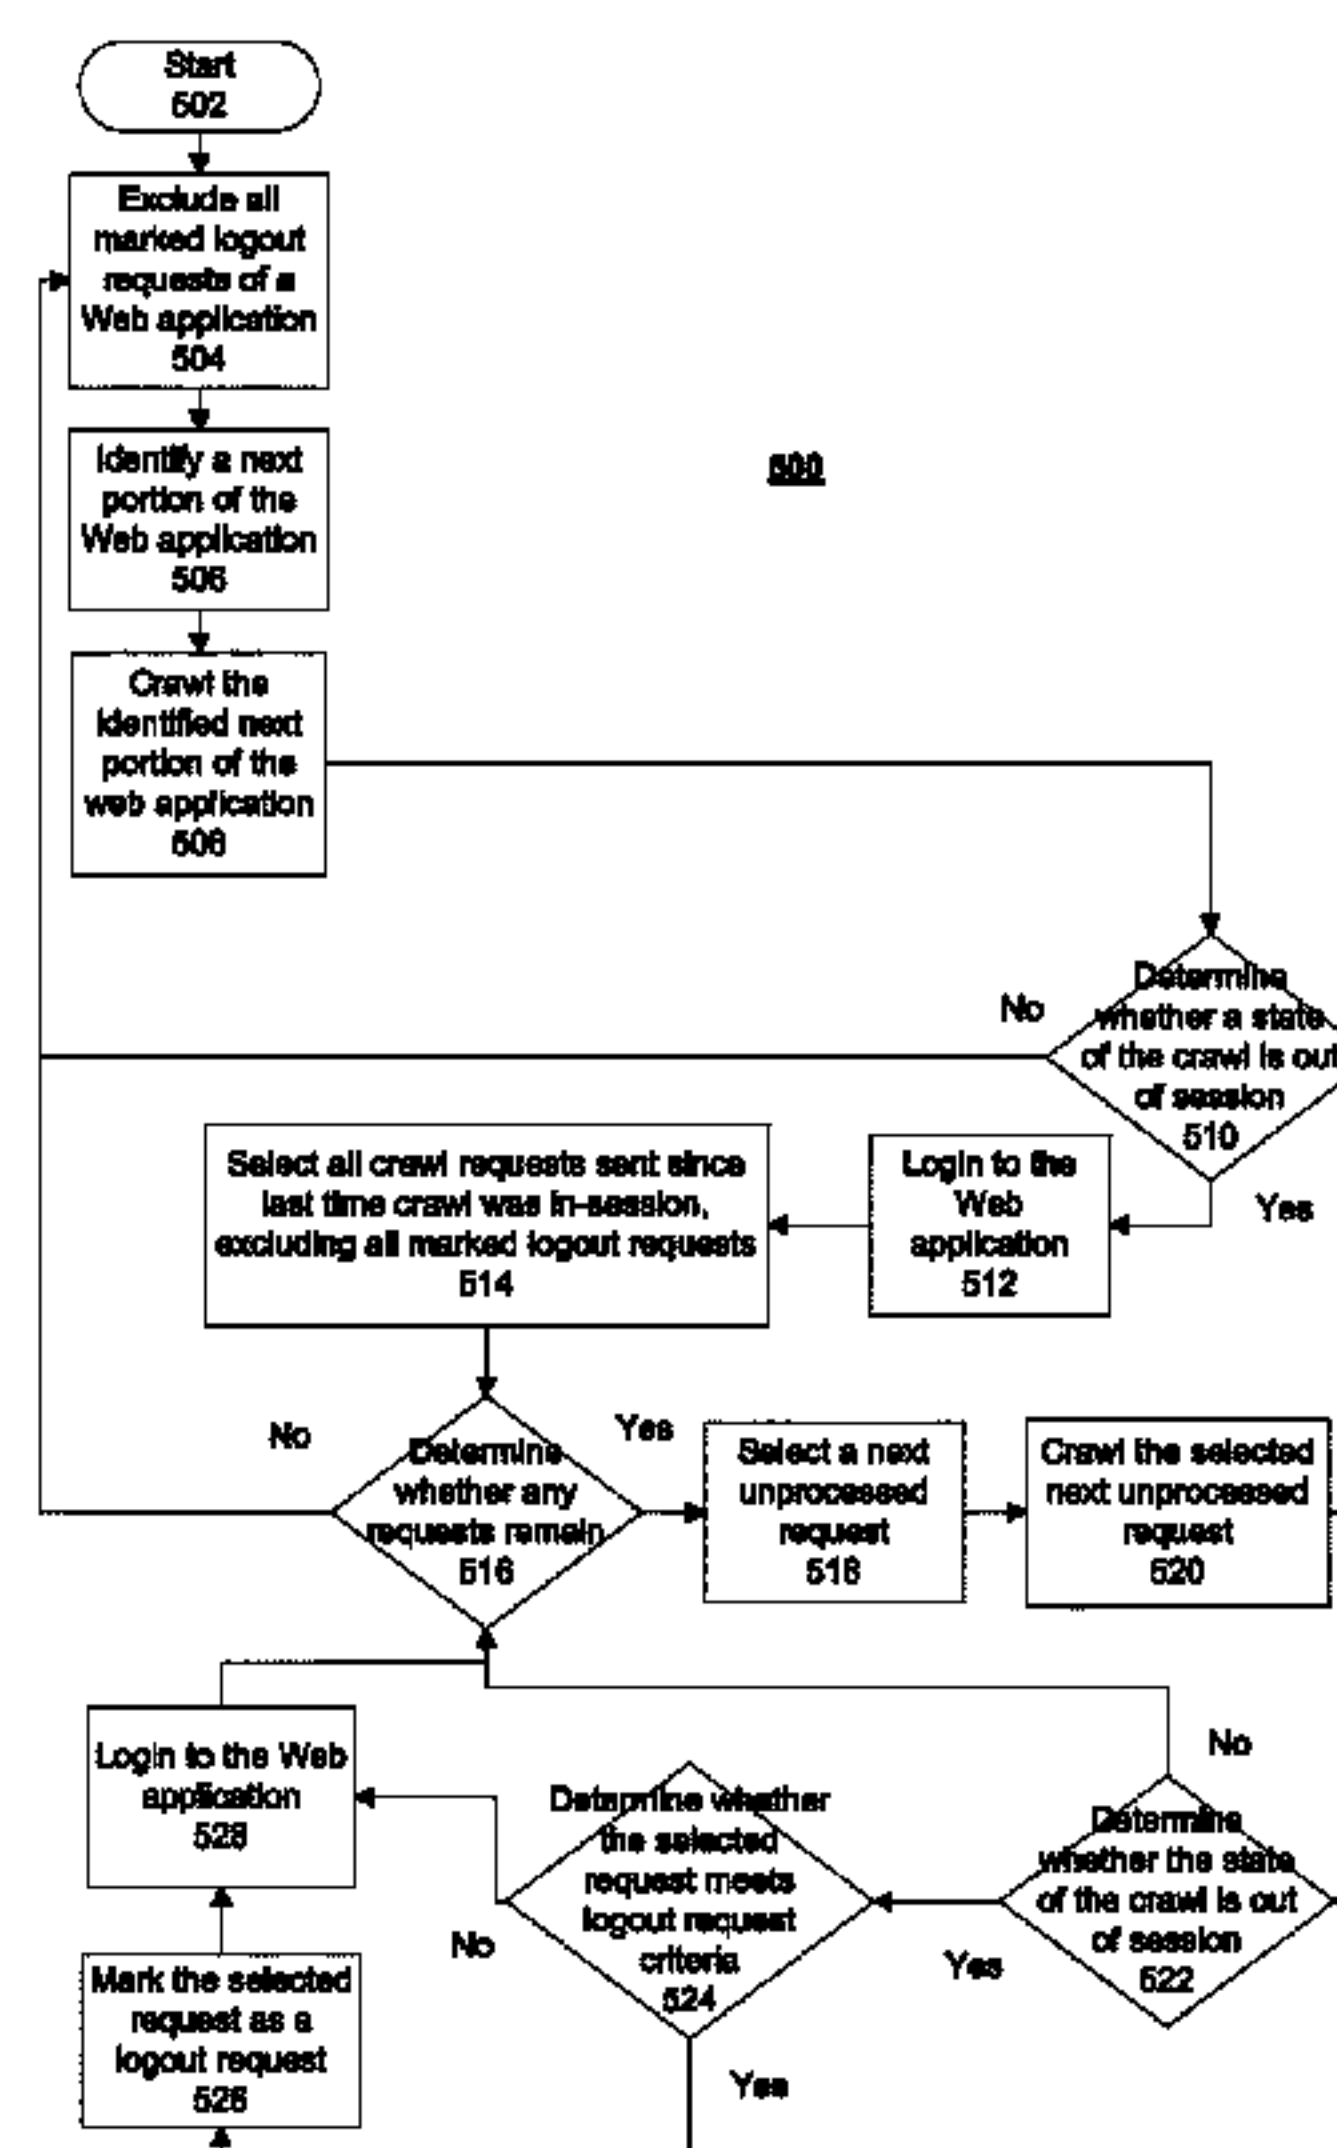 Start
502
Exclude all
marked logout
requests of a
Web application
504
Identify a next
portion of the
Web application
506
500
Crawl the
identified next
portion of the
web application
508
No
Determine
whether a state
of the crawl is out
of session
510
Yes
Select all crawl requests sent since
last time crawl was in-session,
excluding all marked logout requests
514
Login to the
Web
application
512
No
Determine
whether any
requests remain
516
Yes
Select a next
unprocessed
request
518
Crawl the selected
next unprocessed
request
520
Login to the Web
application
528
No
Determine whether
the selected
request meets
logout request
criteria
524
Yes
No
Determine
whether the state
of the crawl is out
of session
522
Yes
Mark the selected
request as a
logout request
526